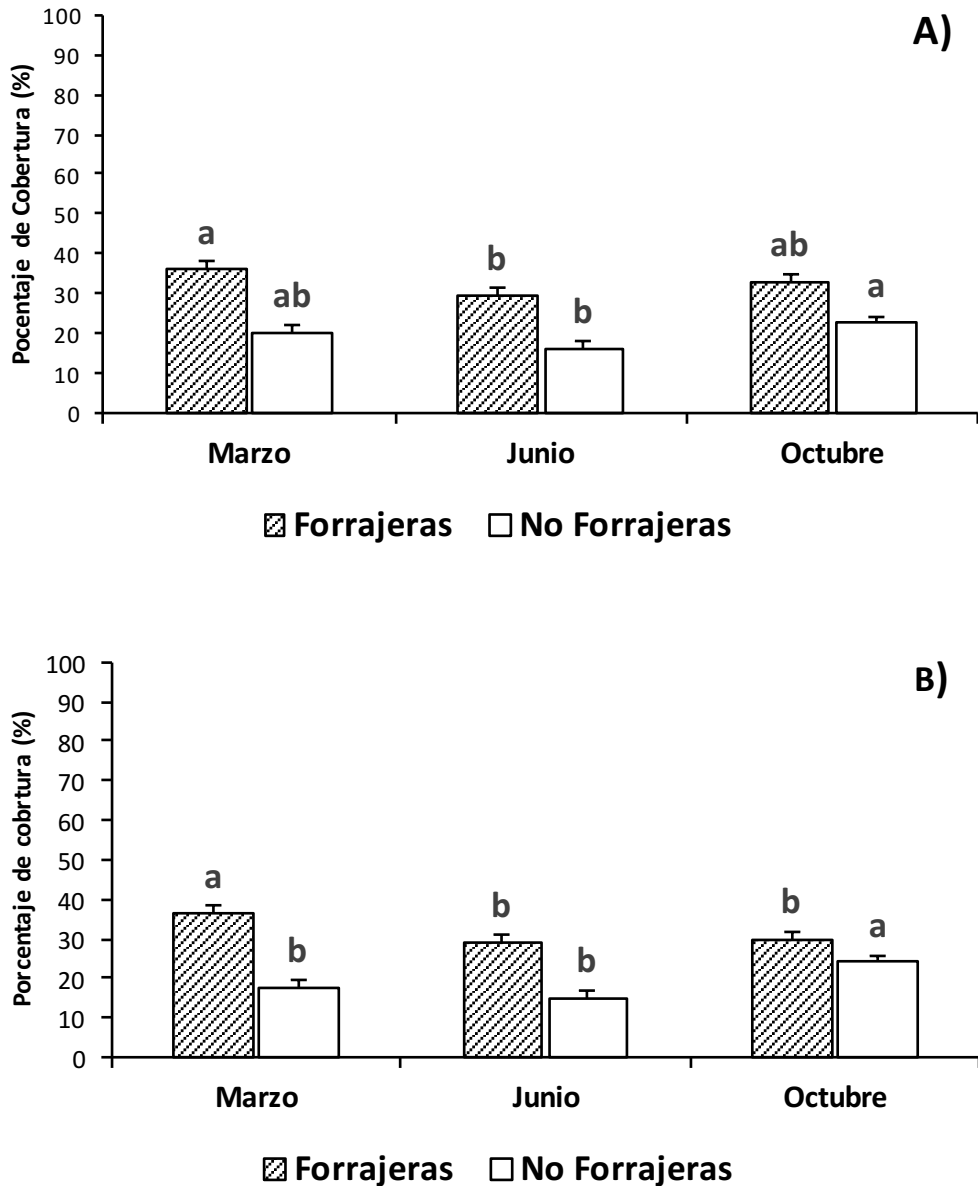 A)
Pocentaje de Cobertura (%)
100
90
80
70
60
50
40
30
20
10
0
a
ab
b
b
ab
a
Marzo
Junio
Octubre
Forrajeras
No Forrajeras
B)
Porcentaje de cobrtura (%)
100
90
80
70
60
50
40
30
20
10
0
a
b
b
b
b
a
Marzo
Junio
Octubre
Forrajeras
No Forrajeras